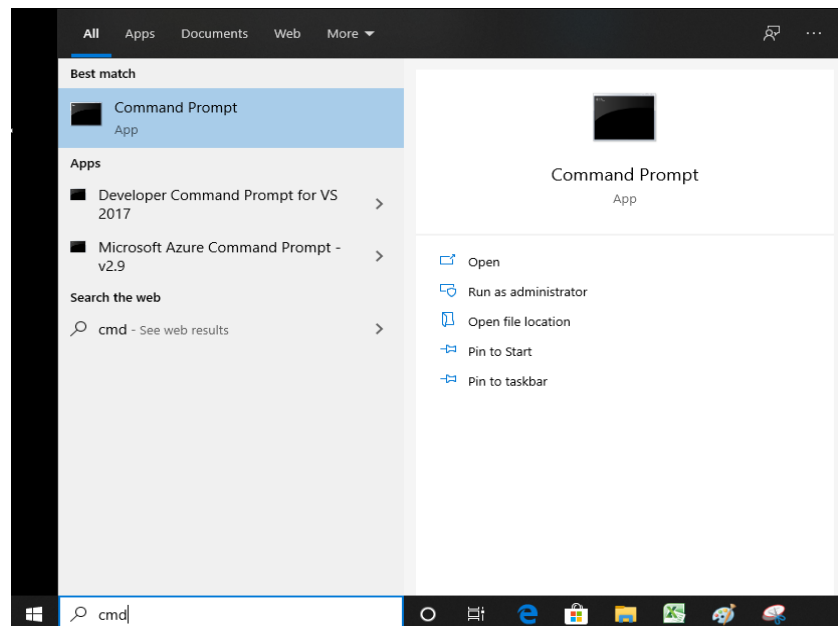 All Apps Documents Web More
Best match
Command Prompt
App
Apps
Developer Command Prompt for VS
2017
Microsoft Azure Command Prompt -
v2.9
Search the web
cmd - See web results
Command Prompt
App
Open
Run as administrator
Open file location
Pin to Start
Pin to taskbar
cmd